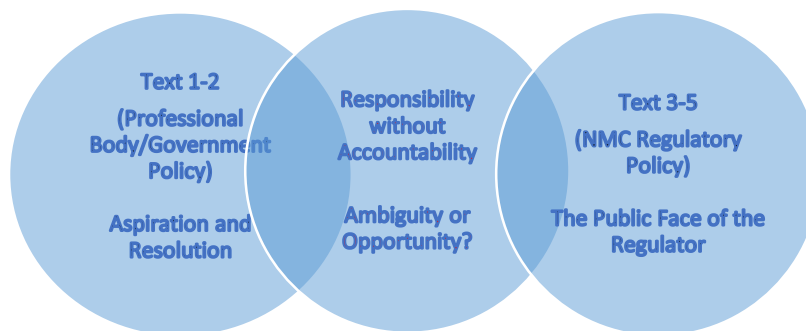 Text 1-2
(Professional
Body/Government
Policy)
Aspiration and
Resolution
Responsibility
without
Accountability
Ambiguity or
Opportunity?
Text 3-5
(NMC Regulatory
Policy)
The Public Face of the
Regulator